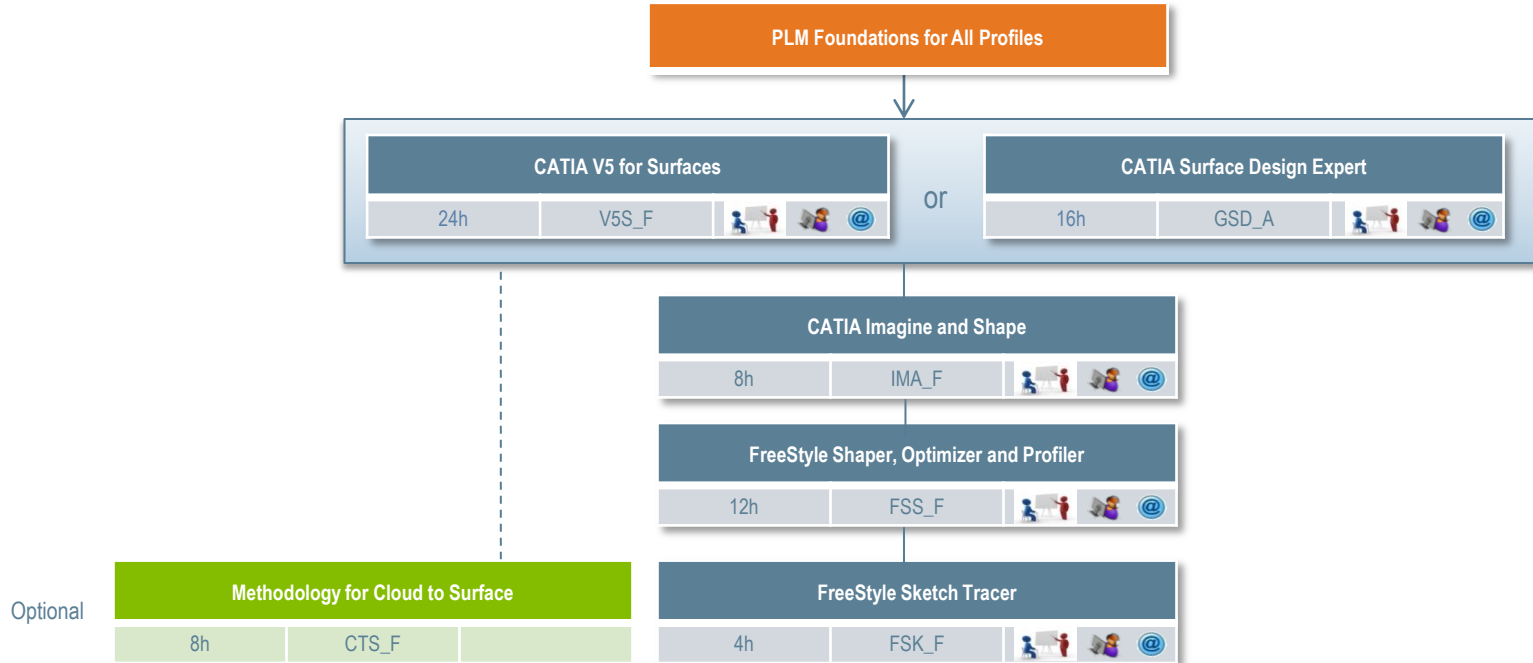 PLM Foundations for All Profiles
CATIA V5 for Surfaces
24h V5S_F @
or
CATIA Surface Design Expert
16h GSD_A @
CATIA Imagine and Shape
8h IMA_F @
FreeStyle Shaper, Optimizer and Profiler
12h FSS_F @
Optional
Methodology for Cloud to Surface
8h CTS_F
FreeStyle Sketch Tracer
4h FSK_F @